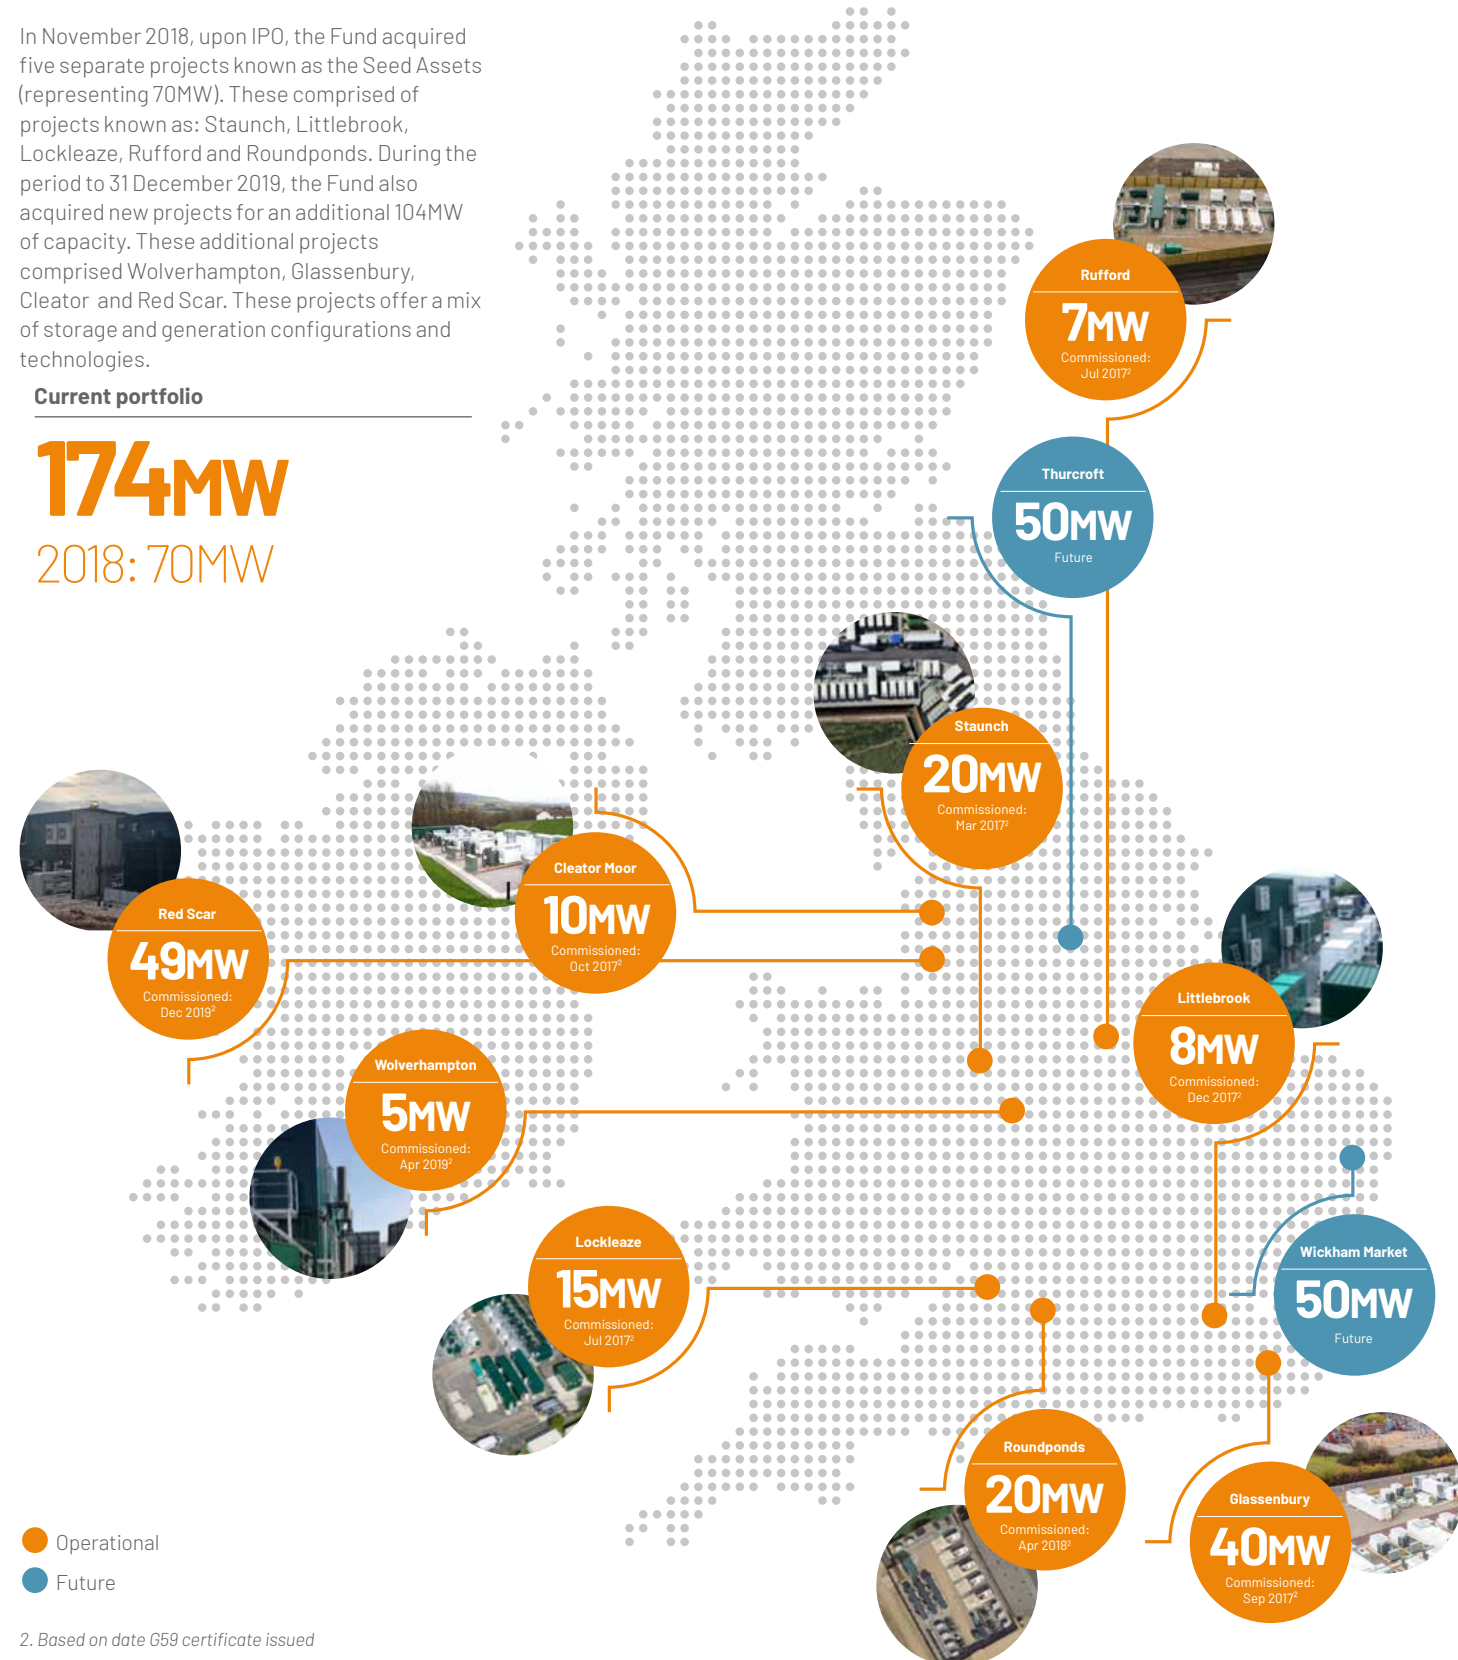 In November 2018, upon IPO, the Fund acquired
five separate projects known as the Seed Assets
(representing 70MW). These comprised of
projects known as: Staunch, Littlebrook,
Lockleaze, Rufford and Roundponds. During the
period to 31 December 2019, the Fund also
acquired new projects for an additional 104MW
of capacity. These additional projects
comprised Wolverhampton, Glassenbury,
Cleator and Red Scar. These projects offer a mix
of storage and generation configurations and
technologies.
Current portfolio
174MW
2018: 70MW
Rufford
7MW
Commissioned:
Jul 2017²
Thurcroft
50MW
Future
Staunch
20MW
Commissioned:
Mar 2017²
Cleator Moor
10MW
Commissioned:
Oct 2017²
Red Scar
49MW
Commissioned:
Dec 2019²
Littlebrook
8MW
Commissioned:
Dec 2017²
Wolverhampton
5MW
Commissioned:
Apr 2019²
Lockleaze
15MW
Commissioned:
Jul 2017²
Wickham Market
50MW
Future
Roundponds
20MW
Commissioned:
Apr 2018²
Glassenbury
40MW
Commissioned:
Sep 2017²
Operational
Future
2. Based on date G59 certificate issued